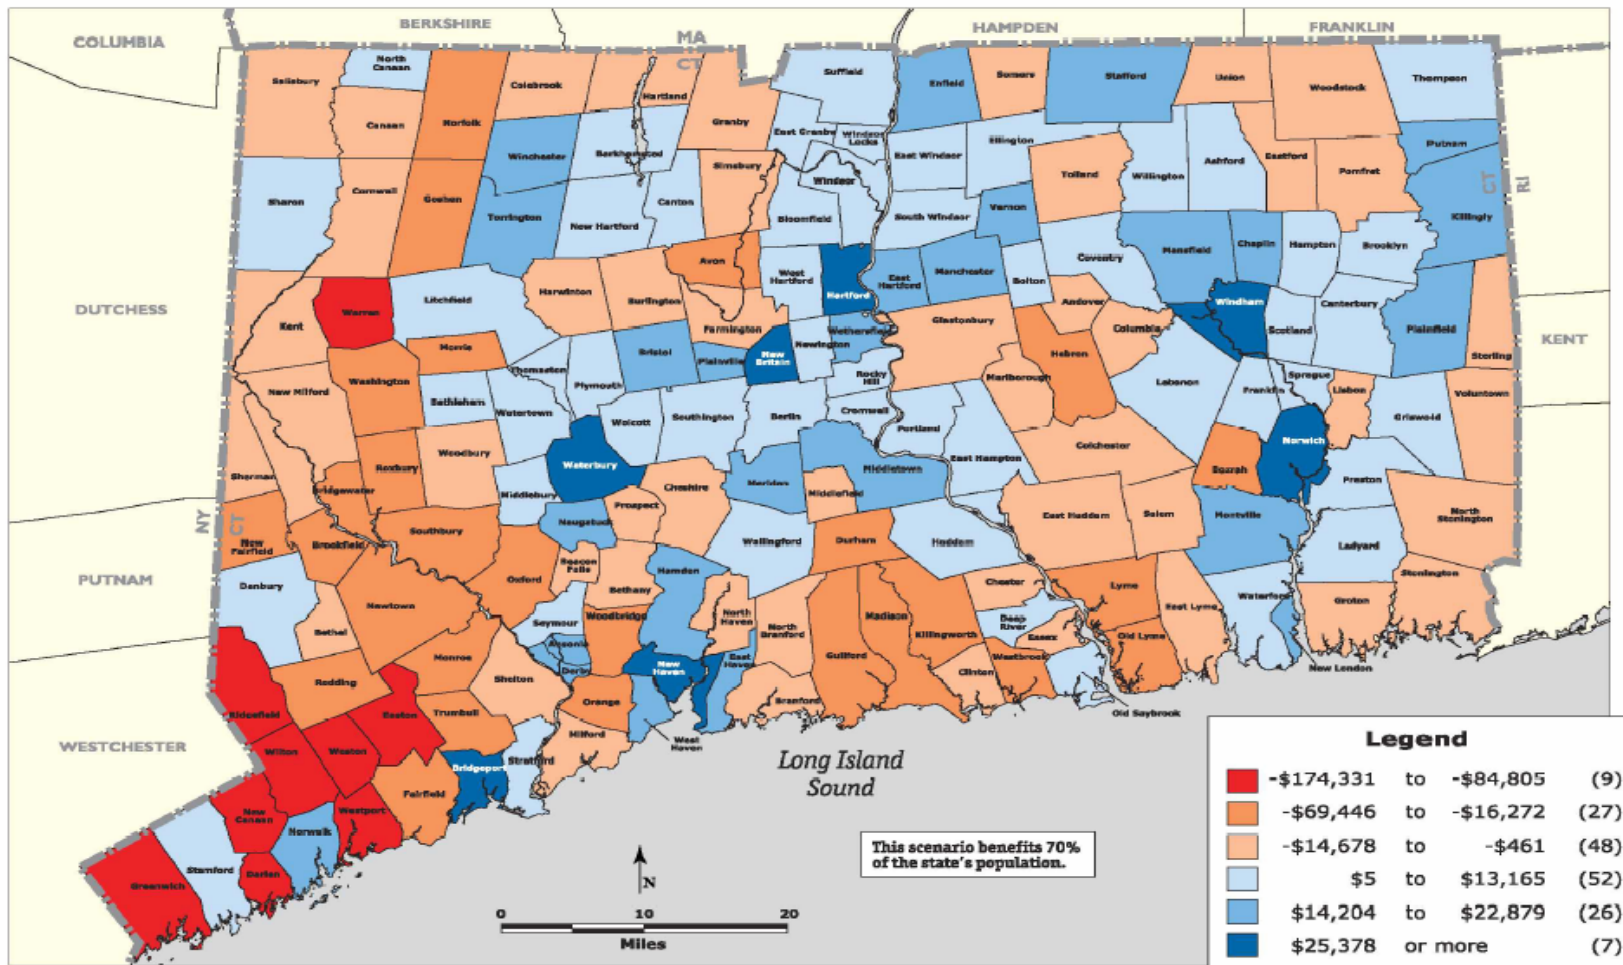 BERKSHIRE
HAMPDEN
FRANKLIN
COLUMBIA
MA
CT
North
Canaan
Salisbury
Colebrook
Hartland
Suffield
Enfield
Somers
Stafford
Union
Woodstock
Thompson
Canaan
Norfolk
Granby
East Granby
Windsor
Locks
East Windsor
Ellington
Winchester
Barkhamsted
Simsbury
Ashford
Eastford
Putnam
Cornwall
Goshen
Windsor
Tolland
Willington
Pomfret
CT
RI
Sharon
Torrington
New Hartford
Canton
Bloomfield
South Windsor
Vernon
Killingly
DUTCHESS
Avon
West
Hartford
East
Hartford
Manchester
Bolton
Coventry
Mansfield
Chaplin
Hampton
Brooklyn
Kent
Warren
Litchfield
Harwinton
Burlington
Hartford
Andover
Windham
Canterbury
Farmington
Wethersfield
Glastonbury
Columbia
Scotland
Plainfield
KENT
Morris
Bristol
Plainville
New
Britain
Newington
Hebron
Sterling
New Milford
Washington
Thomaston
Plymouth
Rocky
Hill
Marlborough
Lebanon
Franklin
Sprague
Lisbon
Voluntown
Bethlehem
Watertown
Wolcott
Southington
Berlin
Cromwell
Portland
Griswold
Sherman
Roxbury
Woodbury
Waterbury
Colchester
Norwich
Bridgewater
Middlebury
Cheshire
Meriden
Middlefield
Middletown
East Hampton
Bozrah
Preston
NY
CT
New
Fairfield
Brookfield
Southbury
Naugatuck
Prospect
Wallingford
Durham
Haddam
East Haddam
Salem
Montville
North
Stonington
PUTNAM
Danbury
Oxford
Beacon
Falls
Hamden
Ledyard
Newtown
Bethany
Chester
Lyme
Stonington
Bethel
Seymour
Woodbridge
North
Haven
North
Branford
Madison
Killingworth
Deep
River
East Lyme
Waterford
Groton
Monroe
Ansonia
Derby
New
Haven
East
Haven
Guilford
Essex
Westbrook
Old Lyme
New London
Redding
Shelton
Orange
Branford
Clinton
WESTCHESTER
Ridgefield
Easton
Trumbull
Milford
West
Haven
Old Saybrook
Wilton
Weston
Bridgeport
Stratford
Long Island
Sound
New
Canaan
Westport
Fairfield
Norwalk
Greenwich
Stamford
Darien
N
0 10 20
Miles
This scenario benefits 70%
of the state's population.
Legend
-$174,331 to -$84,805 (9)
-$69,446 to -$16,272 (27)
-$14,678 to -$461 (48)
$5 to $13,165 (52)
$14,204 to $22,879 (26)
$25,378 or more (7)